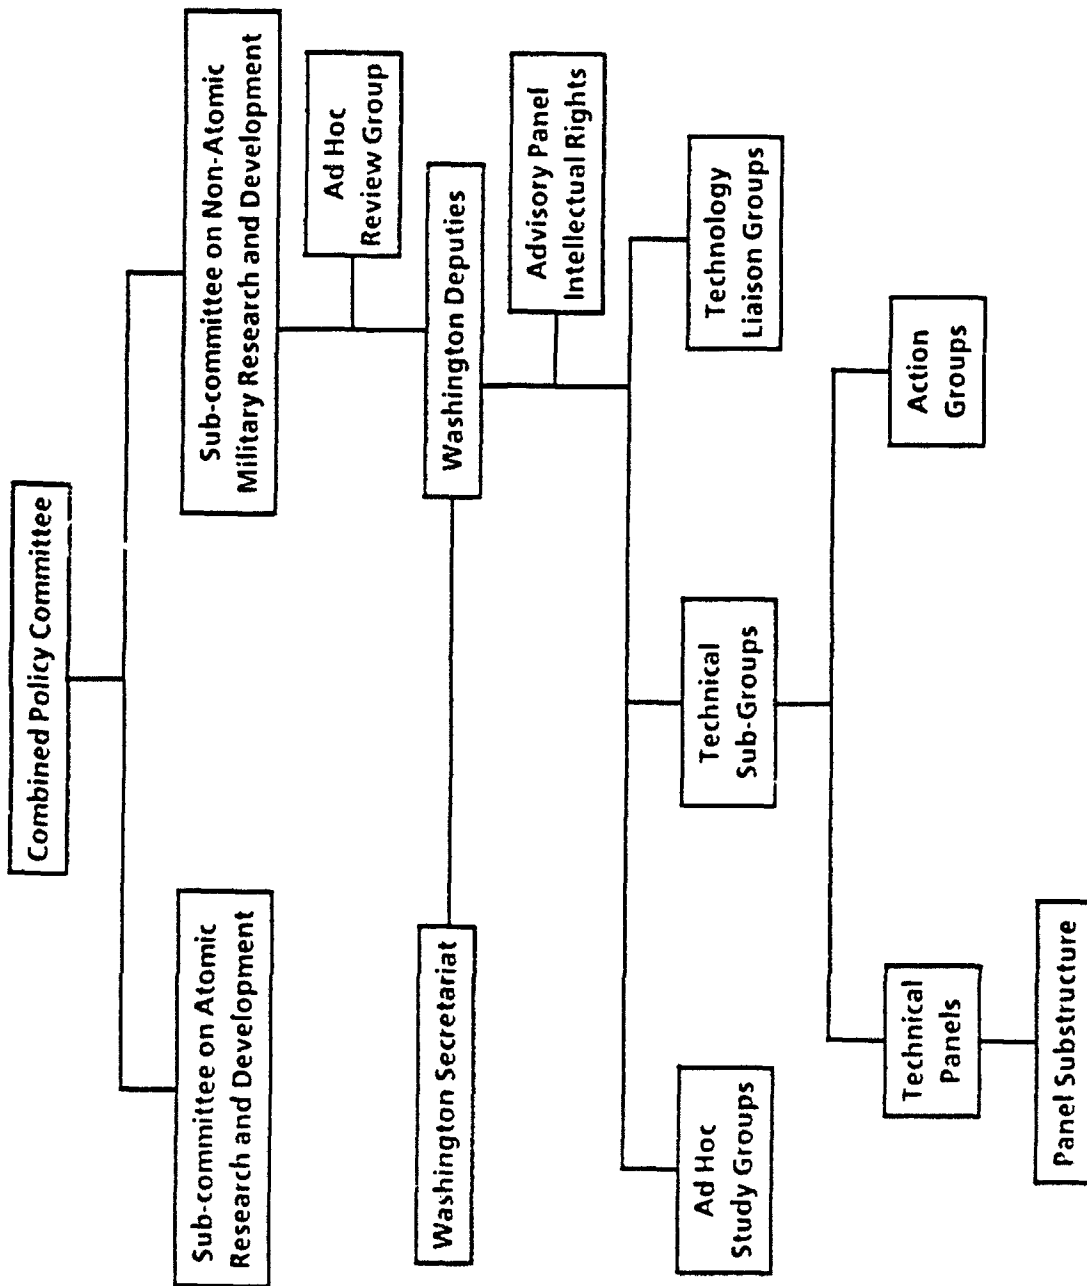 Combined Policy Committee
Sub-committee on Atomic
Research and Development
Sub-committee on Non-Atomic
Military Research and Development
Ad Hoc
Review Group
Washington Secretariat
Washington Deputies
Advisory Panel
Intellectual Rights
Ad Hoc
Study Groups
Technical
Sub-Groups
Technology
Liaison Groups
Technical
Panels
Action
Groups
Panel Substructure